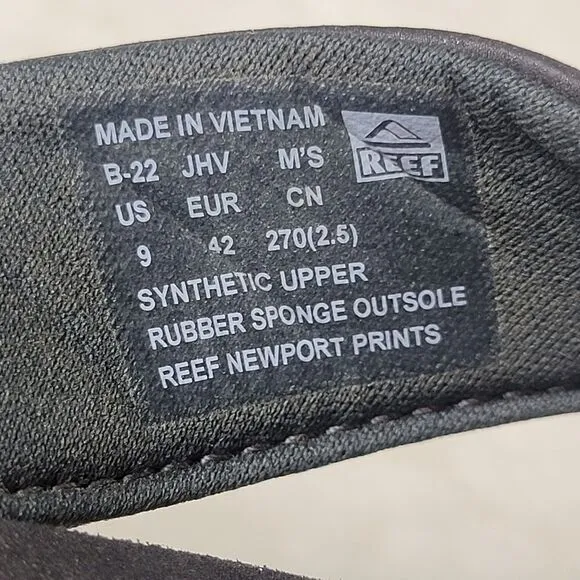 MADE IN VIETNAM
REEF
B-22 JHV M'S
US EUR CN
9 42 270(2.5)
SYNTHETIC UPPER
RUBBER SPONGE OUTSOLE
REEF NEWPORT PRINTS